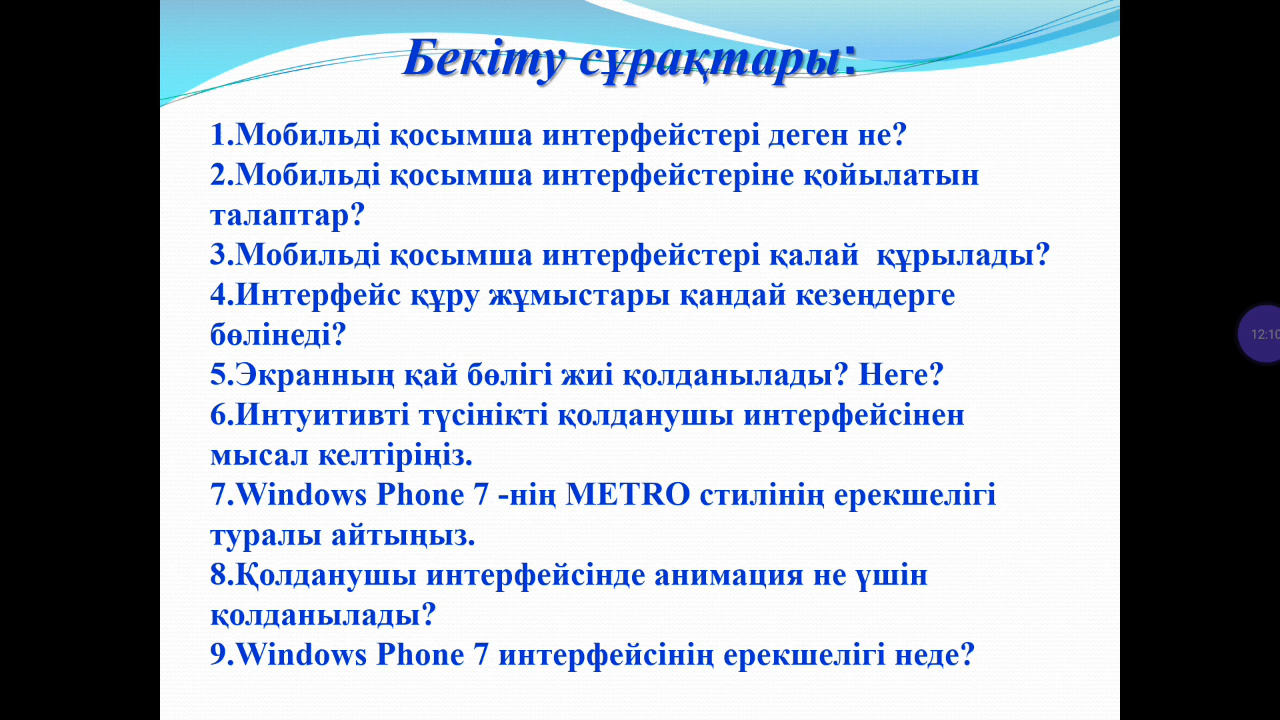 Бекіту сұрақтары:
1.Мобильді қосымша интерфейстері деген не?
2.Мобильді қосымша интерфейстеріне қойылатын
талаптар?
3.Мобильді қосымша интерфейстері қалай  құрылады?
4.Интерфейс құру жұмыстары қандай кезеңдерге
бөлінеді?
5.Экранның қай бөлігі жиі қолданылады? Неге?
6.Интуитивті түсінікті қолданушы интерфейсінен
мысал келтіріңіз.
7.Windows Phone 7 -нің METRO стилінің ерекшелігі
туралы айтыңыз.
8.Қолданушы интерфейсінде анимация не үшін
қолданылады?
9.Windows Phone 7 интерфейсінің ерекшелігі неде?
12:10